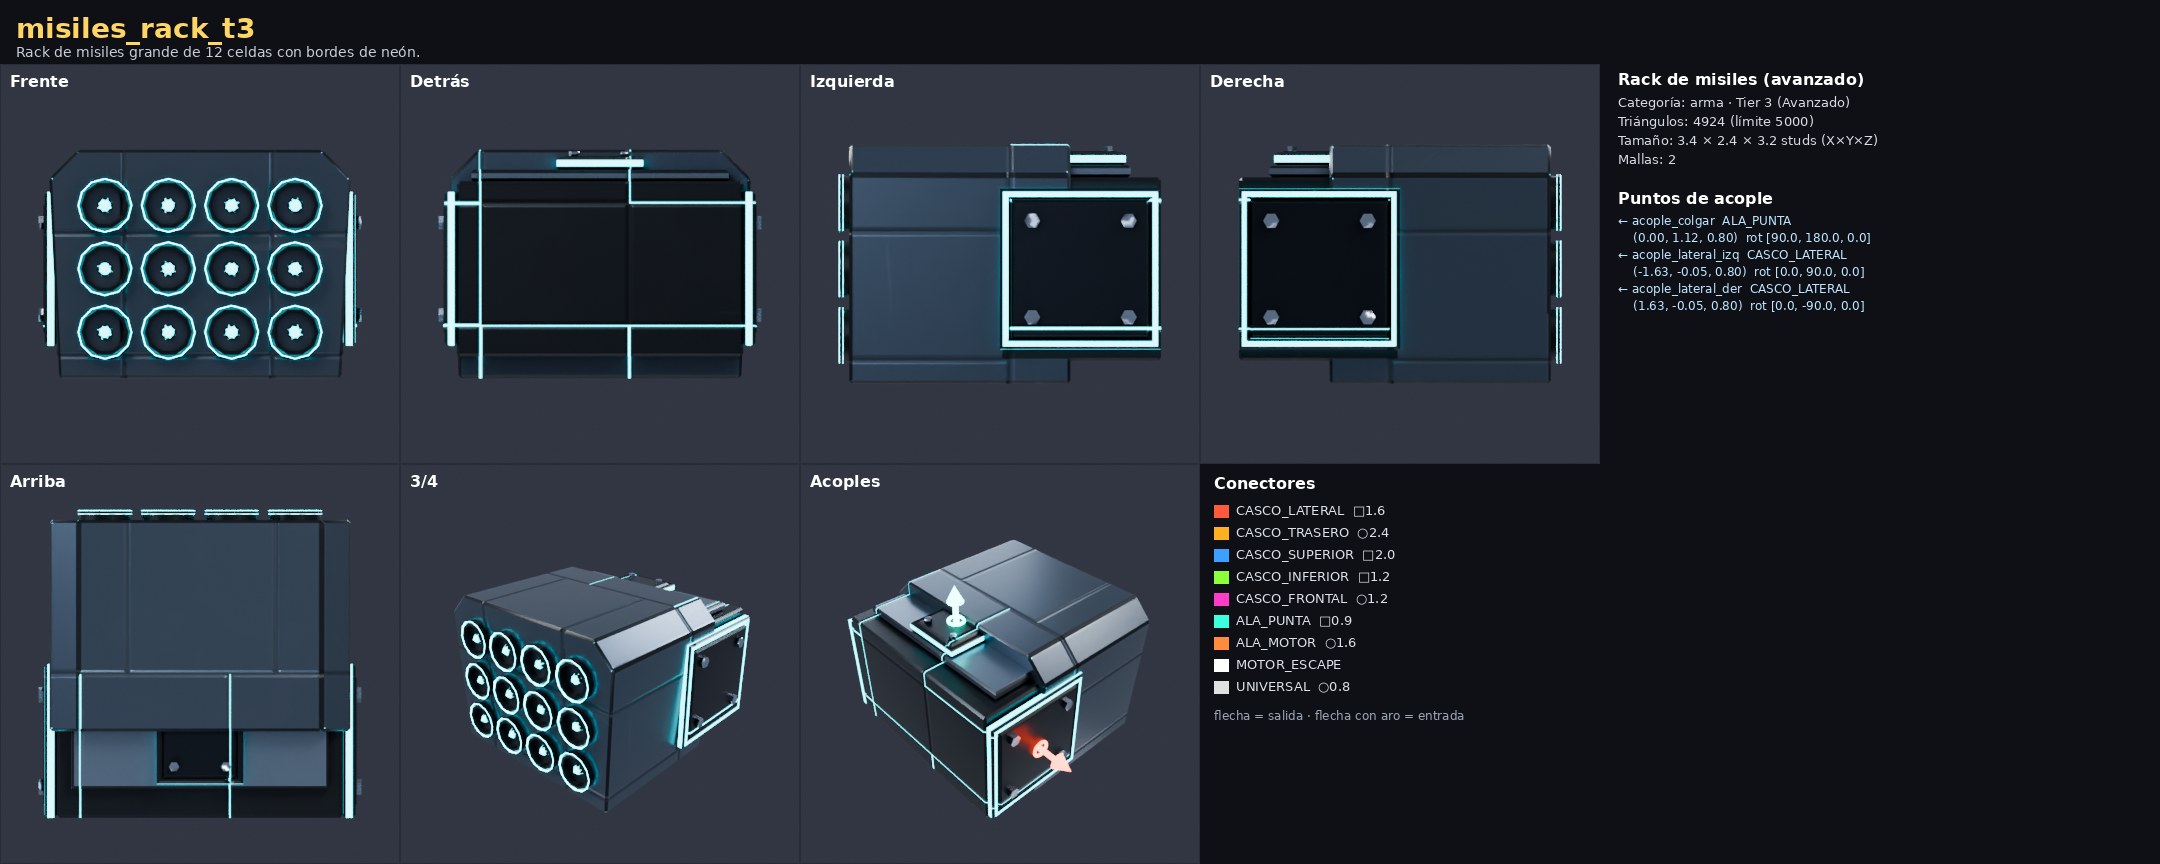 misiles_rack_t3
Rack de misiles grande de 12 celdas con bordes de neón.
Frente
Detrás
Izquierda
Derecha
Rack de misiles (avanzado)
Categoría: arma · Tier 3 (Avanzado)
Triángulos: 4924 (límite 5000)
Tamaño: 3.4 × 2.4 × 3.2 studs (X×Y×Z)
Mallas: 2
Puntos de acople
← acople_colgar ALA_PUNTA
(0.00, 1.12, 0.80) rot [90.0, 180.0, 0.0]
← acople_lateral_izq CASCO_LATERAL
(-1.63, -0.05, 0.80) rot [0.0, 90.0, 0.0]
← acople_lateral_der CASCO_LATERAL
(1.63, -0.05, 0.80) rot [0.0, -90.0, 0.0]
Arriba
3/4
Acoples
Conectores
CASCO_LATERAL □1.6
CASCO_TRASERO ○2.4
CASCO_SUPERIOR □2.0
CASCO_INFERIOR □1.2
CASCO_FRONTAL ○1.2
ALA_PUNTA □0.9
ALA_MOTOR ○1.6
MOTOR_ESCAPE
UNIVERSAL ○0.8
flecha = salida · flecha con aro = entrada